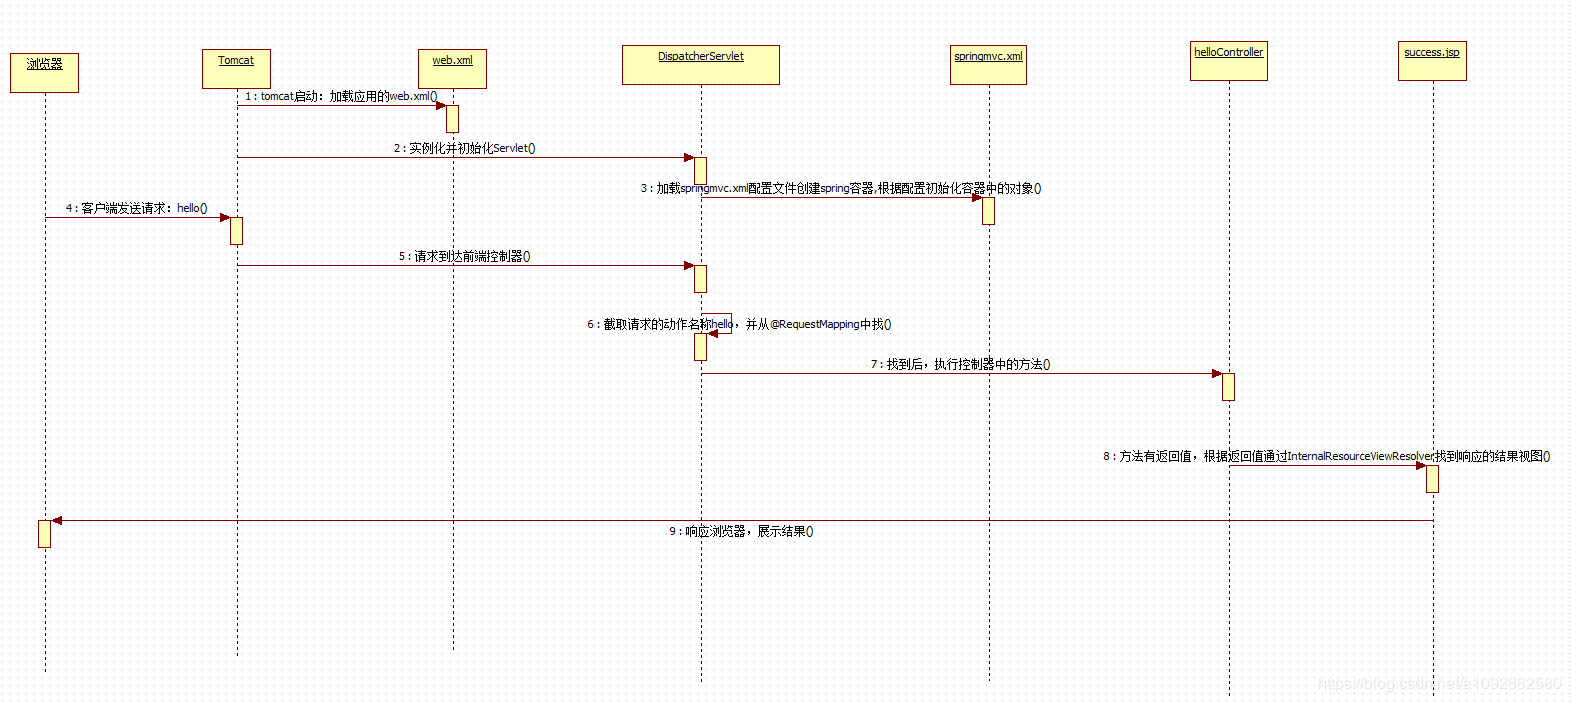 浏览器
Tomcat
web.xml
DispatcherServlet
springmvc.xml
helloController
success.jsp
1 : tomcat启动：加载应用的web.xml()
2 : 实例化并初始化Servlet()
3 : 加载springmvc.xml配置文件创建spring容器,根据配置初始化容器中的对象()
4 : 客户端发送请求：hello()
5 : 请求到达前端控制器()
6 : 截取请求的动作名称hello，并从@RequestMapping中找()
7 : 找到后，执行控制器中的方法()
8 : 方法有返回值，根据返回值通过InternalResourceViewResolver找到响应的结果视图()
9 : 响应浏览器，展示结果()
https://blog.csdn.net/a1092882580